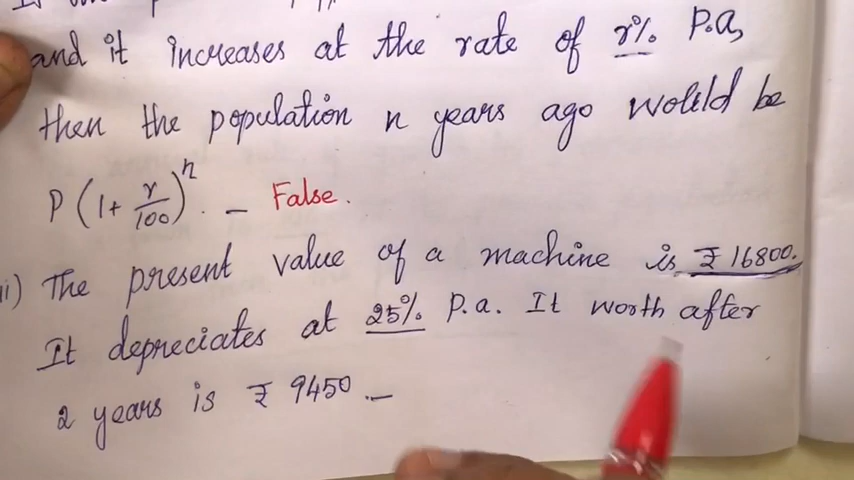 and it increases at the rate of r% P.a,
then the population n years ago would be
P(1+ r/100)^n. - False.
ii) The present value of a machine is ₹ 16800.
It depreciates at 25% P.a. It worth after
2 years is ₹ 9450 -